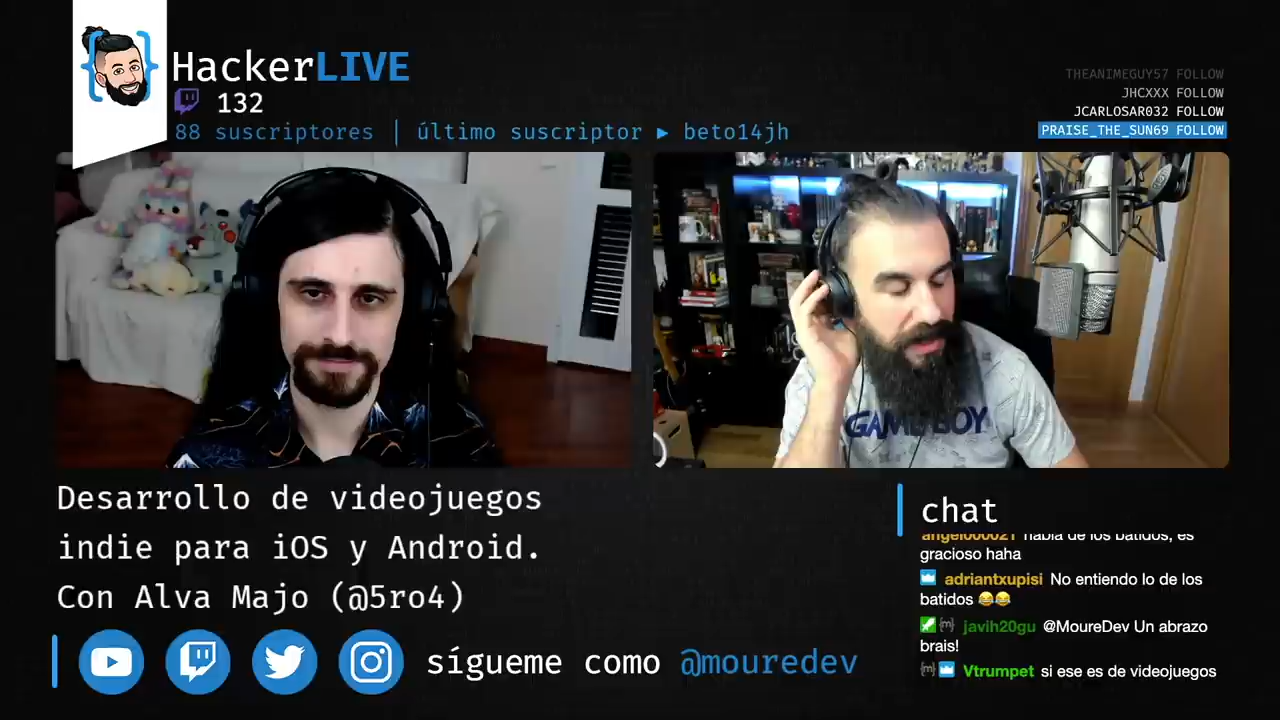 HackerLIVE
132
88 suscriptores | último suscriptor ▶ beto14jh
THEANIMEGUY57 FOLLOW
JHCXXX FOLLOW
JCARLOSAR032 FOLLOW
PRAISE_THE_SUN69 FOLLOW
GAME BOY
Desarrollo de videojuegos
indie para iOS y Android.
Con Alva Majo (@5ro4)
sígueme como @mouredev
chat
angel000021 habla de los batidos, es
gracioso haha
adriantxupisi No entiendo lo de los
batidos 😂😂
javih20gu @MoureDev Un abrazo
brais!
{m} Vtrumpet si ese es de videojuegos